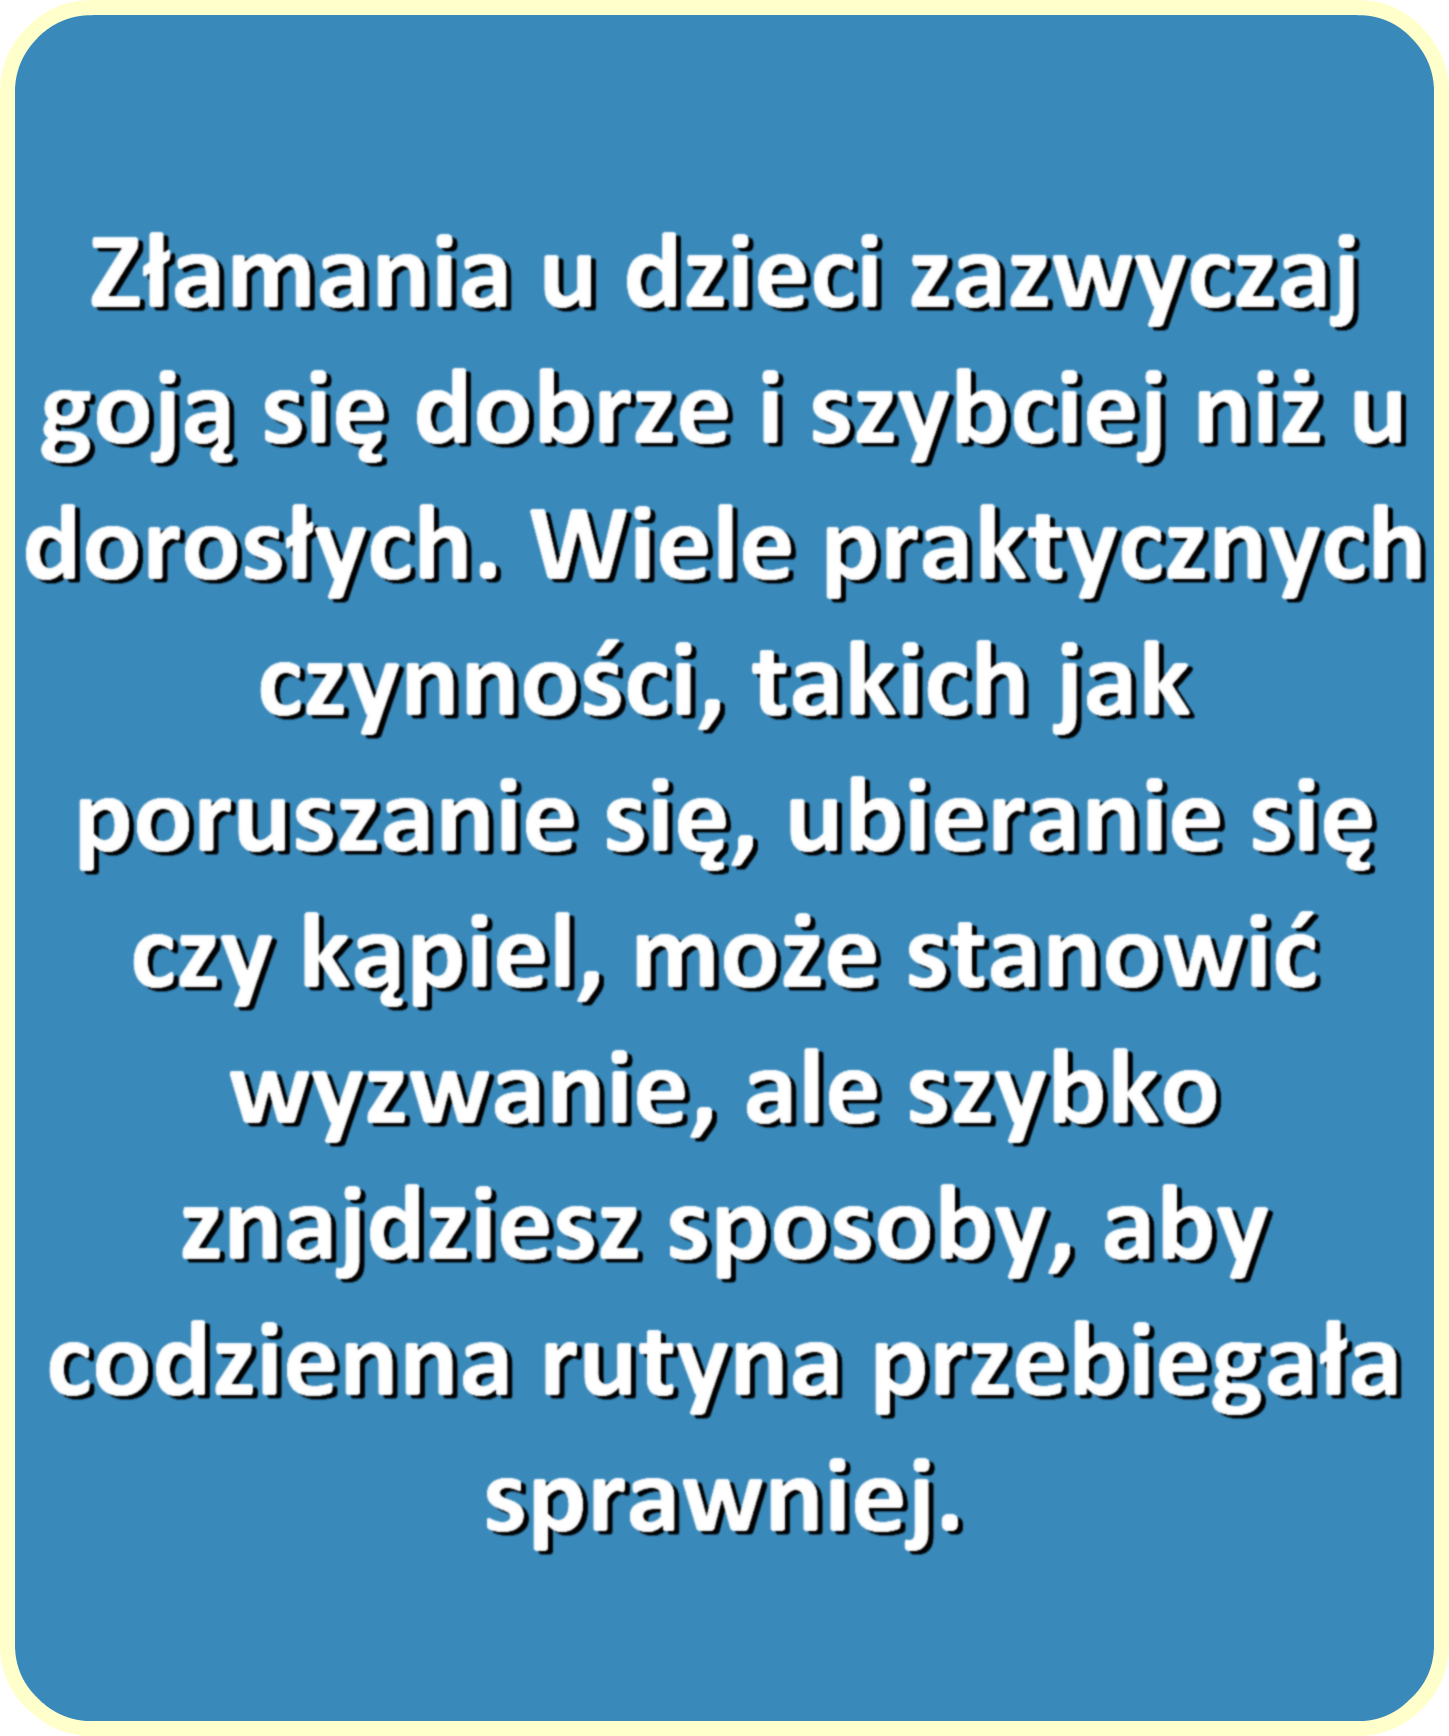 Złamania u dzieci zazwyczaj
goją się dobrze i szybciej niż u
dorosłych. Wiele praktycznych
czynności, takich jak
poruszanie się, ubieranie się
czy kąpiel, może stanowić
wyzwanie, ale szybko
znajdziesz sposoby, aby
codzienna rutyna przebiegała
sprawniej.